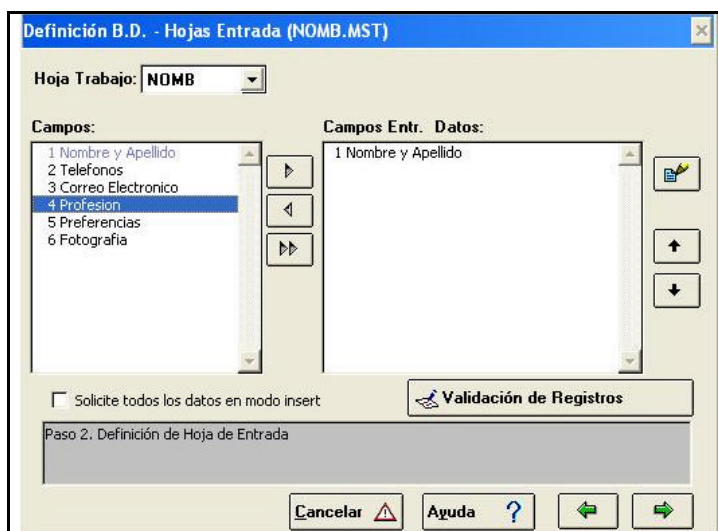 Definición B.D. - Hojas Entrada (NOMB.MST)
Hoja Trabajo: NOMB
Campos:
1 Nombre y Apellido
2 Telefonos
3 Correo Electronico
4 Profesion
5 Preferencias
6 Fotografia
Campos Entr. Datos:
1 Nombre y Apellido
Solicite todos los datos en modo insert
Validación de Registros
Paso 2. Definición de Hoja de Entrada
Cancelar
Ayuda ?